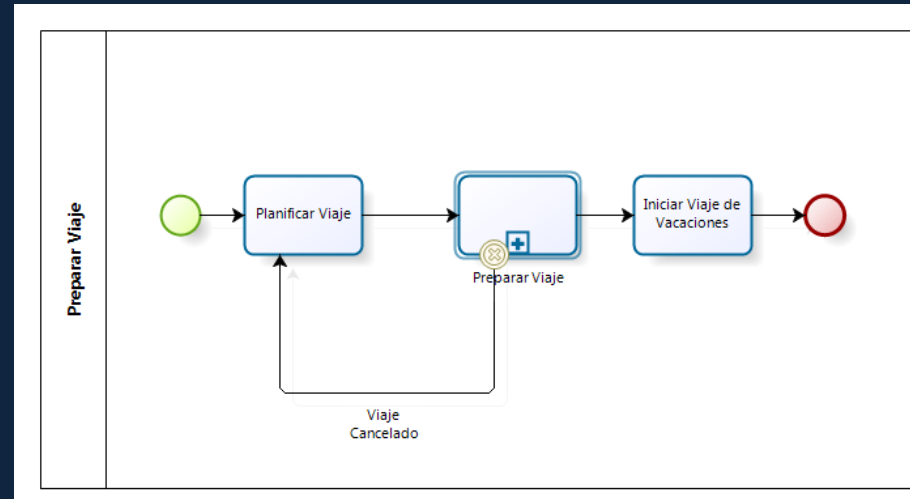 Preparar Viaje
Planificar Viaje
Preparar Viaje
Iniciar Viaje de
Vacaciones
Viaje
Cancelado